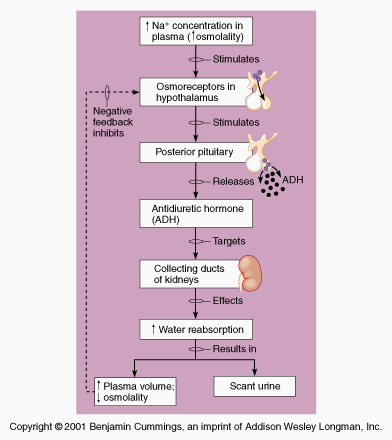 ↑ Na⁺ concentration in
plasma (↑osmolality)
Stimulates
Osmoreceptors in
hypothalamus
Negative
feedback
inhibits
Stimulates
Posterior pituitary
Releases
ADH
Antidiuretic hormone
(ADH)
Targets
Collecting ducts
of kidneys
Effects
↑ Water reabsorption
Results in
↑ Plasma volume;
↓ osmolality
Scant urine
Copyright © 2001 Benjamin Cummings, an imprint of Addison Wesley Longman, Inc.